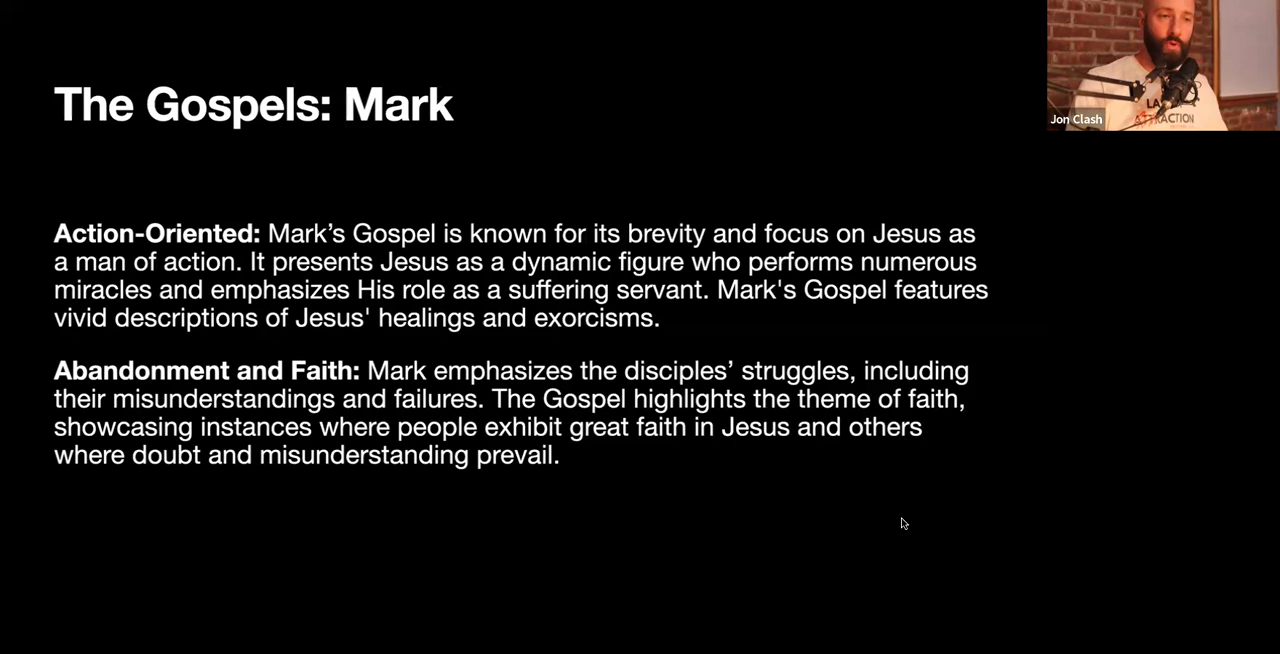 The Gospels: Mark
Jon Clash
LA
ATTRACTION
Action-Oriented: Mark’s Gospel is known for its brevity and focus on Jesus as
a man of action. It presents Jesus as a dynamic figure who performs numerous
miracles and emphasizes His role as a suffering servant. Mark's Gospel features
vivid descriptions of Jesus' healings and exorcisms.
Abandonment and Faith: Mark emphasizes the disciples’ struggles, including
their misunderstandings and failures. The Gospel highlights the theme of faith,
showcasing instances where people exhibit great faith in Jesus and others
where doubt and misunderstanding prevail.